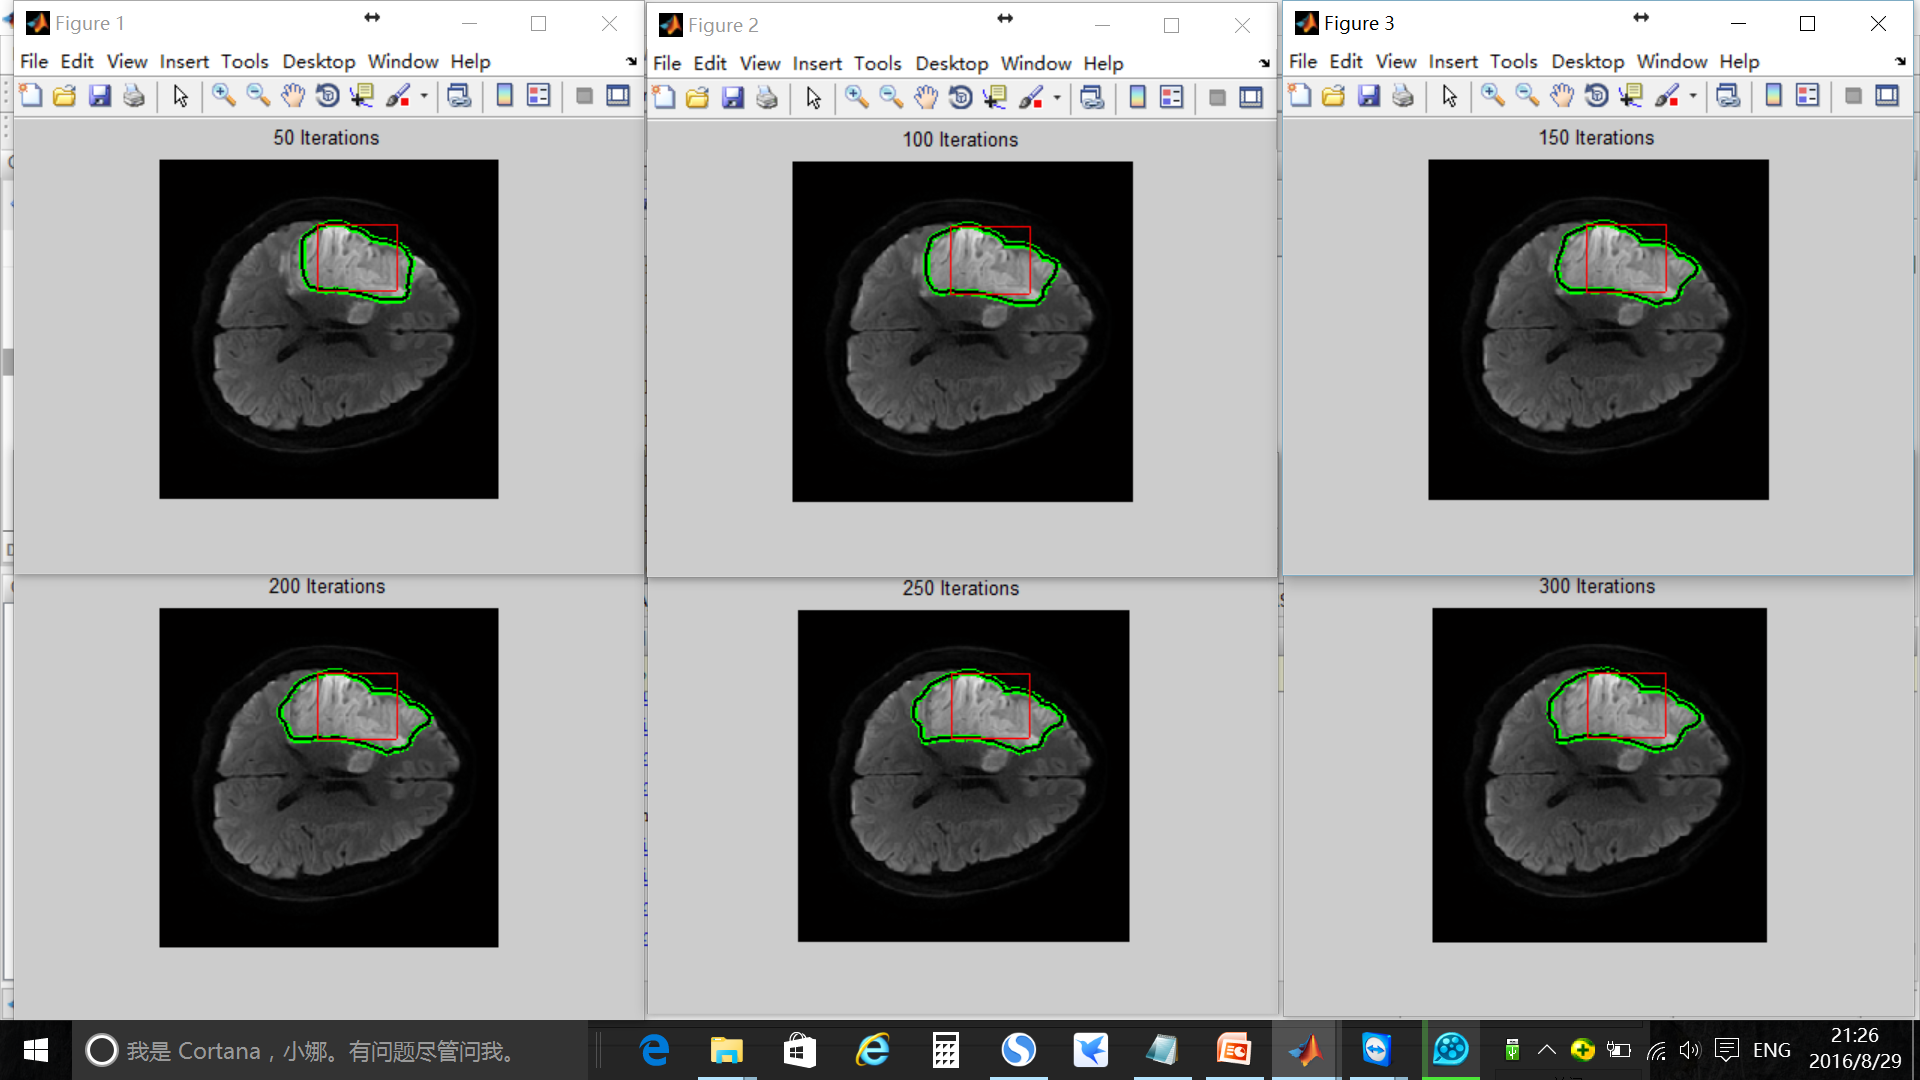 Figure 1
File Edit View Insert Tools Desktop Window Help
50 Iterations
Figure 2
File Edit View Insert Tools Desktop Window Help
100 Iterations
Figure 3
File Edit View Insert Tools Desktop Window Help
150 Iterations
200 Iterations
250 Iterations
300 Iterations
我是 Cortana，小娜。有问题尽管问我。
ENG
21:26
2016/8/29